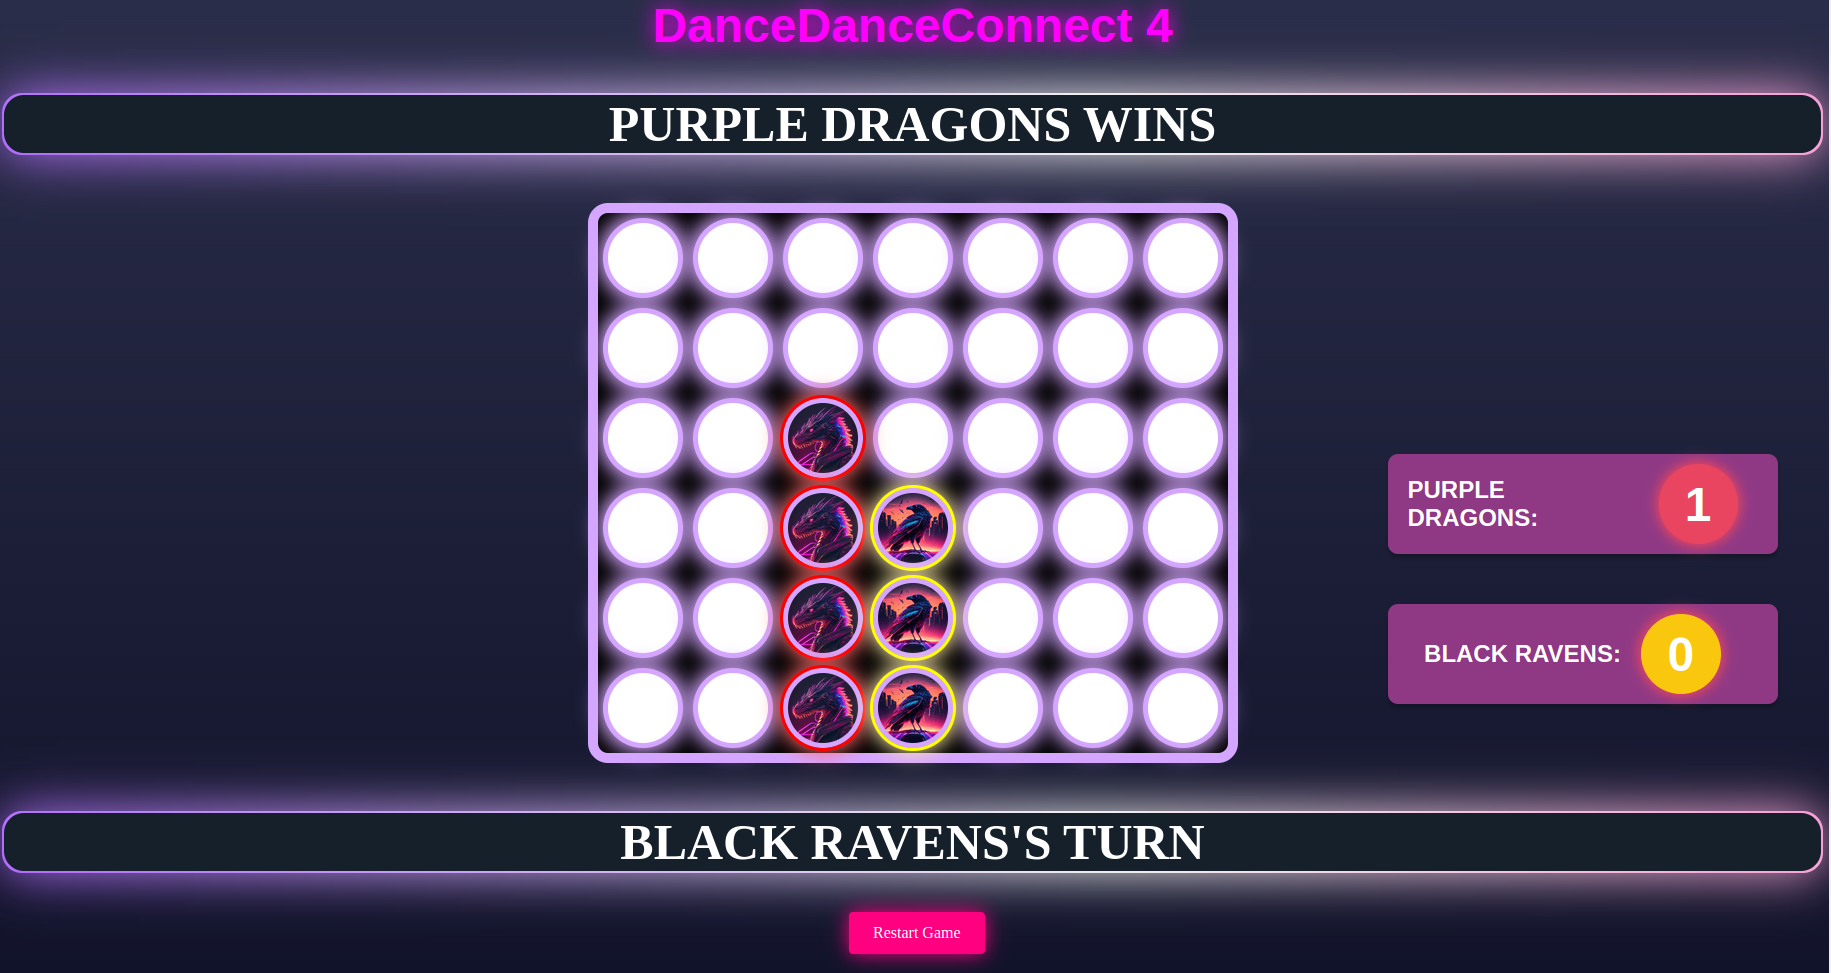 DanceDanceConnect 4
PURPLE DRAGONS WINS
PURPLE
DRAGONS:
1
BLACK RAVENS:
0
BLACK RAVENS'S TURN
Restart Game